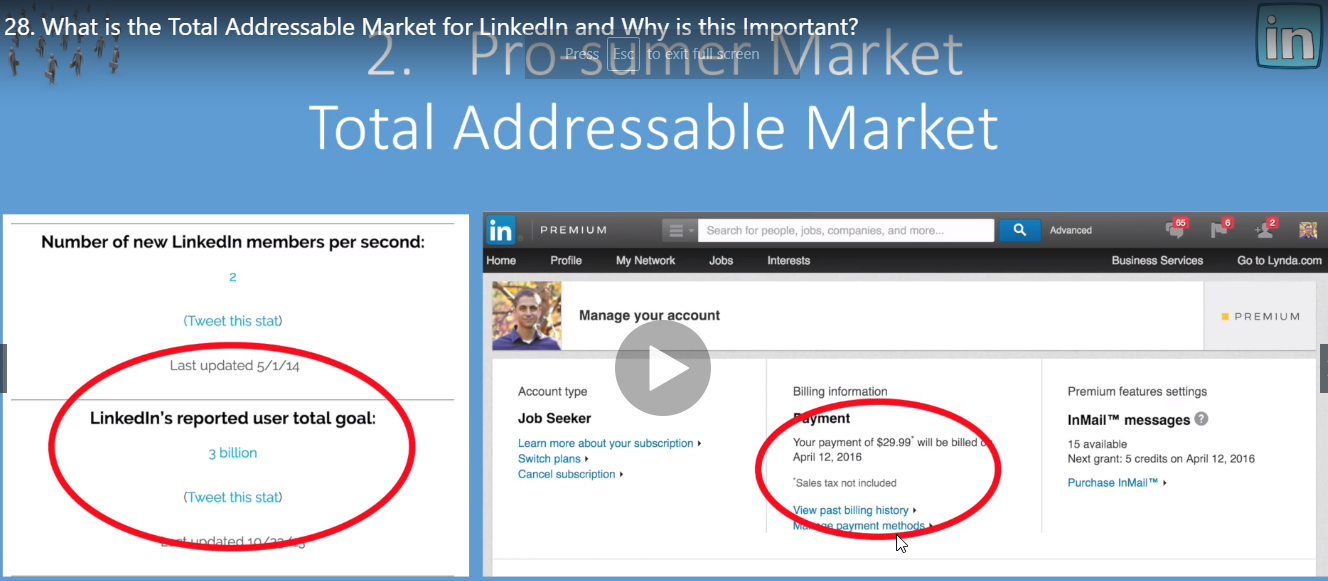 28. What is the Total Addressable Market for LinkedIn and Why is this Important?
Press Esc to exit full screen
2. Pro-sumer Market
Total Addressable Market
in
Number of new LinkedIn members per second:
2
(Tweet this stat)
Last updated 5/1/14
LinkedIn's reported user total goal:
3 billion
(Tweet this stat)
Last updated
in PREMIUM
Search for people, jobs, companies, and more...
Advanced
65
6
2
Home Profile My Network Jobs Interests Business Services Go to Lynda.com
Manage your account
PREMIUM
Account type
Job Seeker
Learn more about your subscription
Switch plans
Cancel subscription
Billing information
Payment
Your payment of $29.99* will be billed on
April 12, 2016
*Sales tax not included
View past billing history
Manage payment methods
Premium features settings
InMail™ messages ?
15 available
Next grant: 5 credits on April 12, 2016
Purchase InMail™